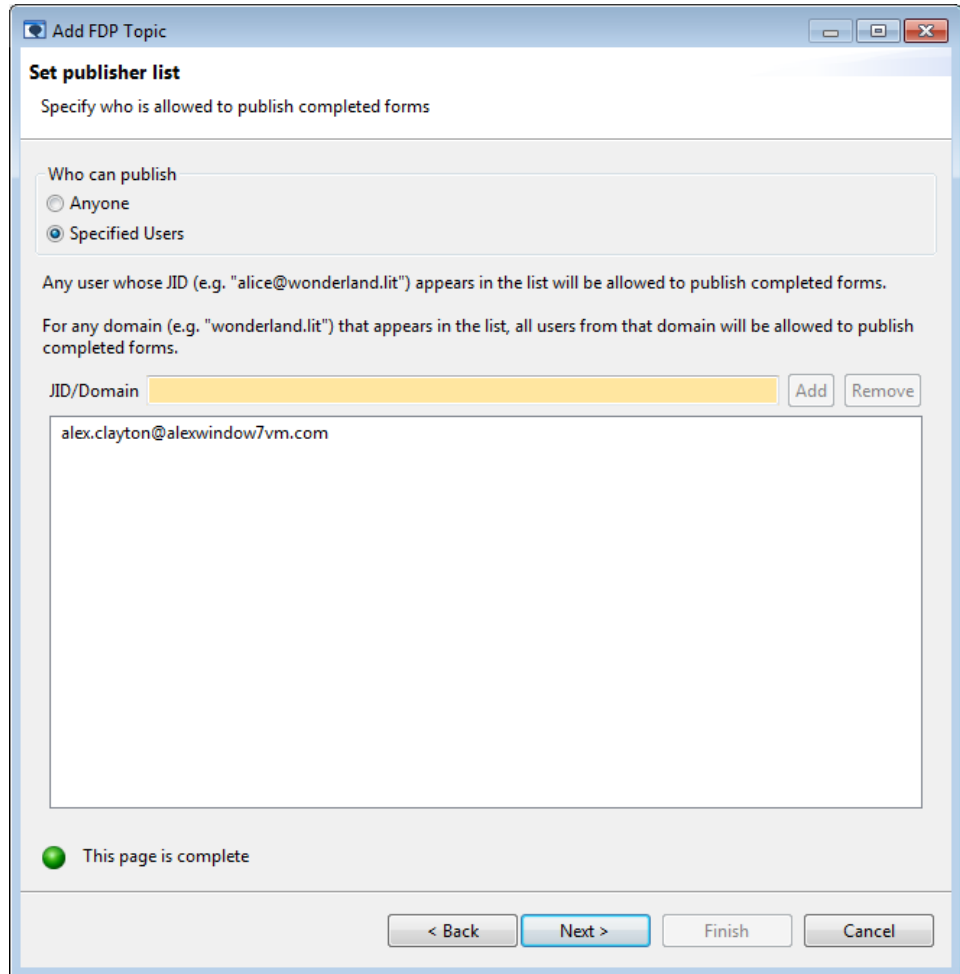 Add FDP Topic
Set publisher list
Specify who is allowed to publish completed forms
Who can publish
Anyone
Specified Users
Any user whose JID (e.g. "alice@wonderland.lit") appears in the list will be allowed to publish completed forms.
For any domain (e.g. "wonderland.lit") that appears in the list, all users from that domain will be allowed to publish
completed forms.
JID/Domain Add Remove
alex.clayton@alexwindow7vm.com
This page is complete
< Back Next > Finish Cancel